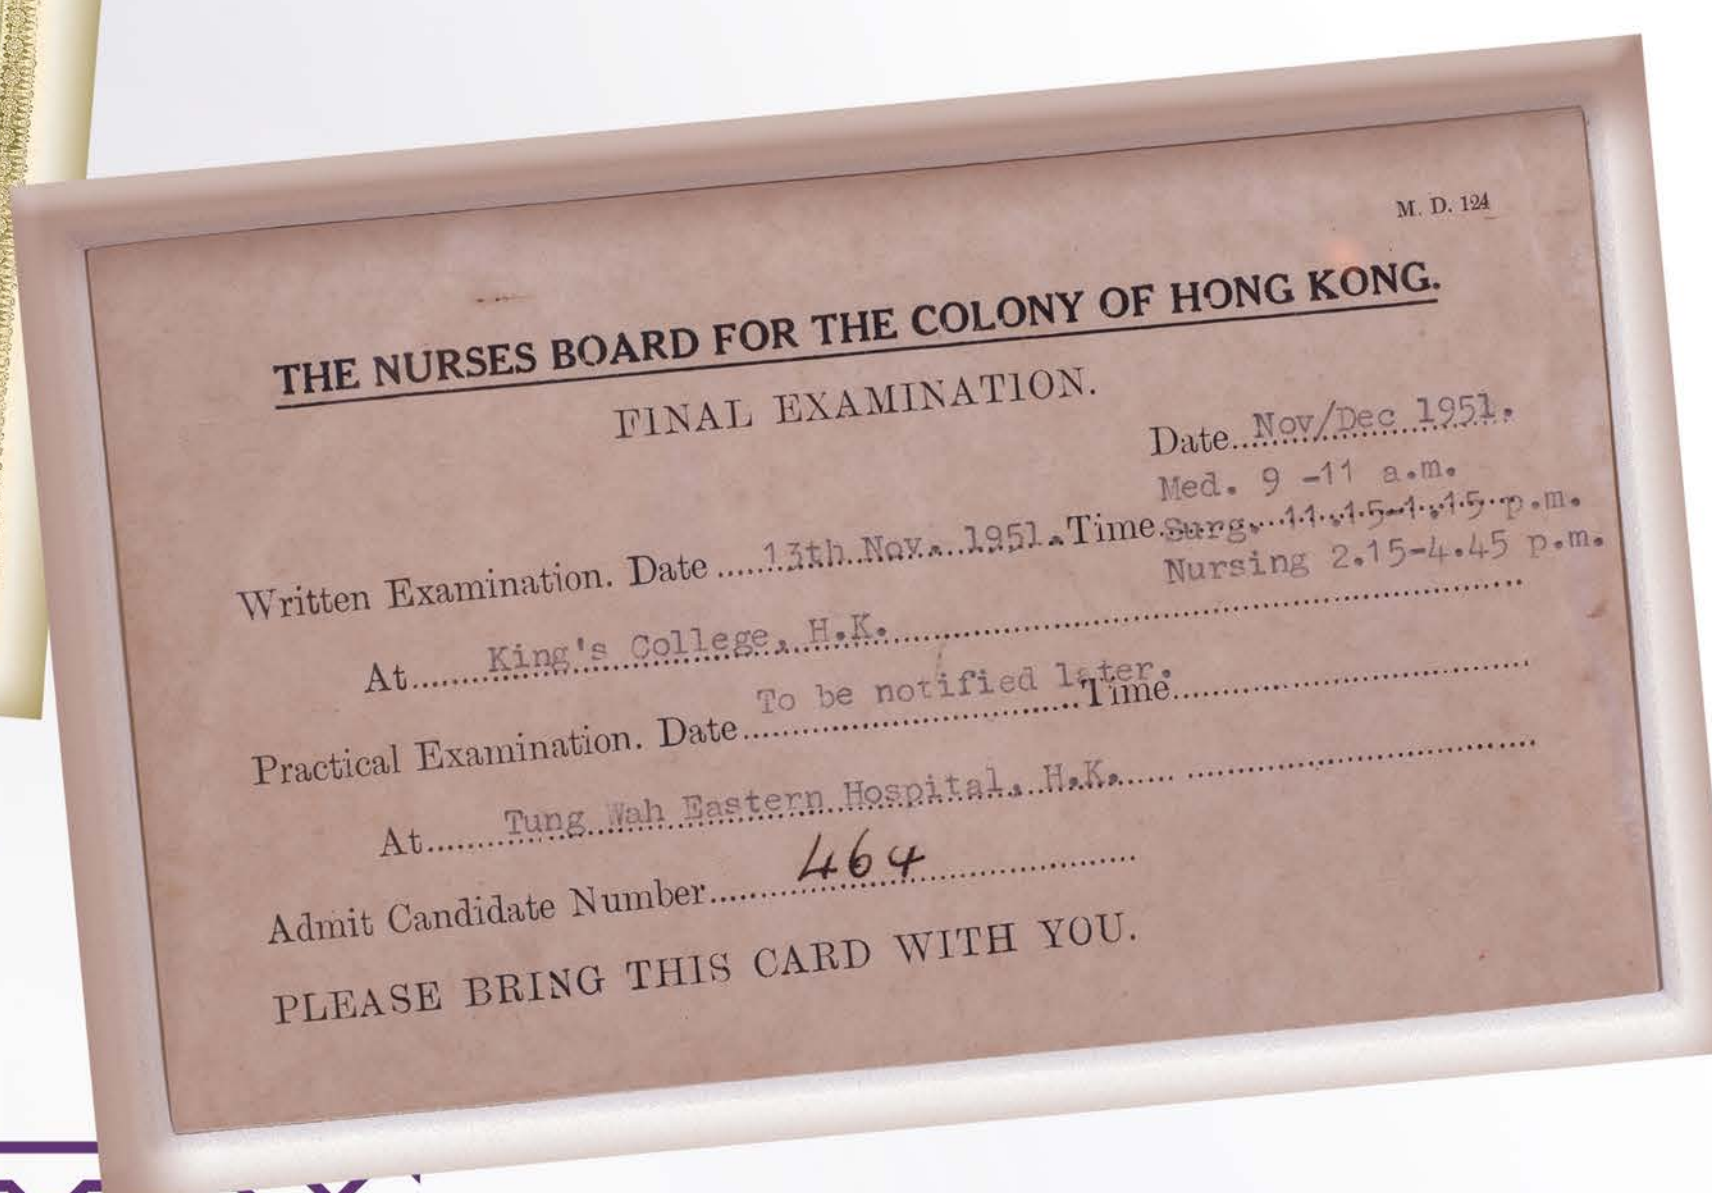 M. D. 124
THE NURSES BOARD FOR THE COLONY OF HONG KONG.
FINAL EXAMINATION.
Date Nov/Dec 1951.
Med. 9 -11 a.m.
Written Examination. Date 13th Nov. 1951. Time Surg. 11.15-1.15 p.m.
Nursing 2.15-4.45 p.m.
At King's College, H.K.
Practical Examination. Date To be notified later. Time
At Tung Wah Eastern Hospital, H.K.
Admit Candidate Number 464
PLEASE BRING THIS CARD WITH YOU.